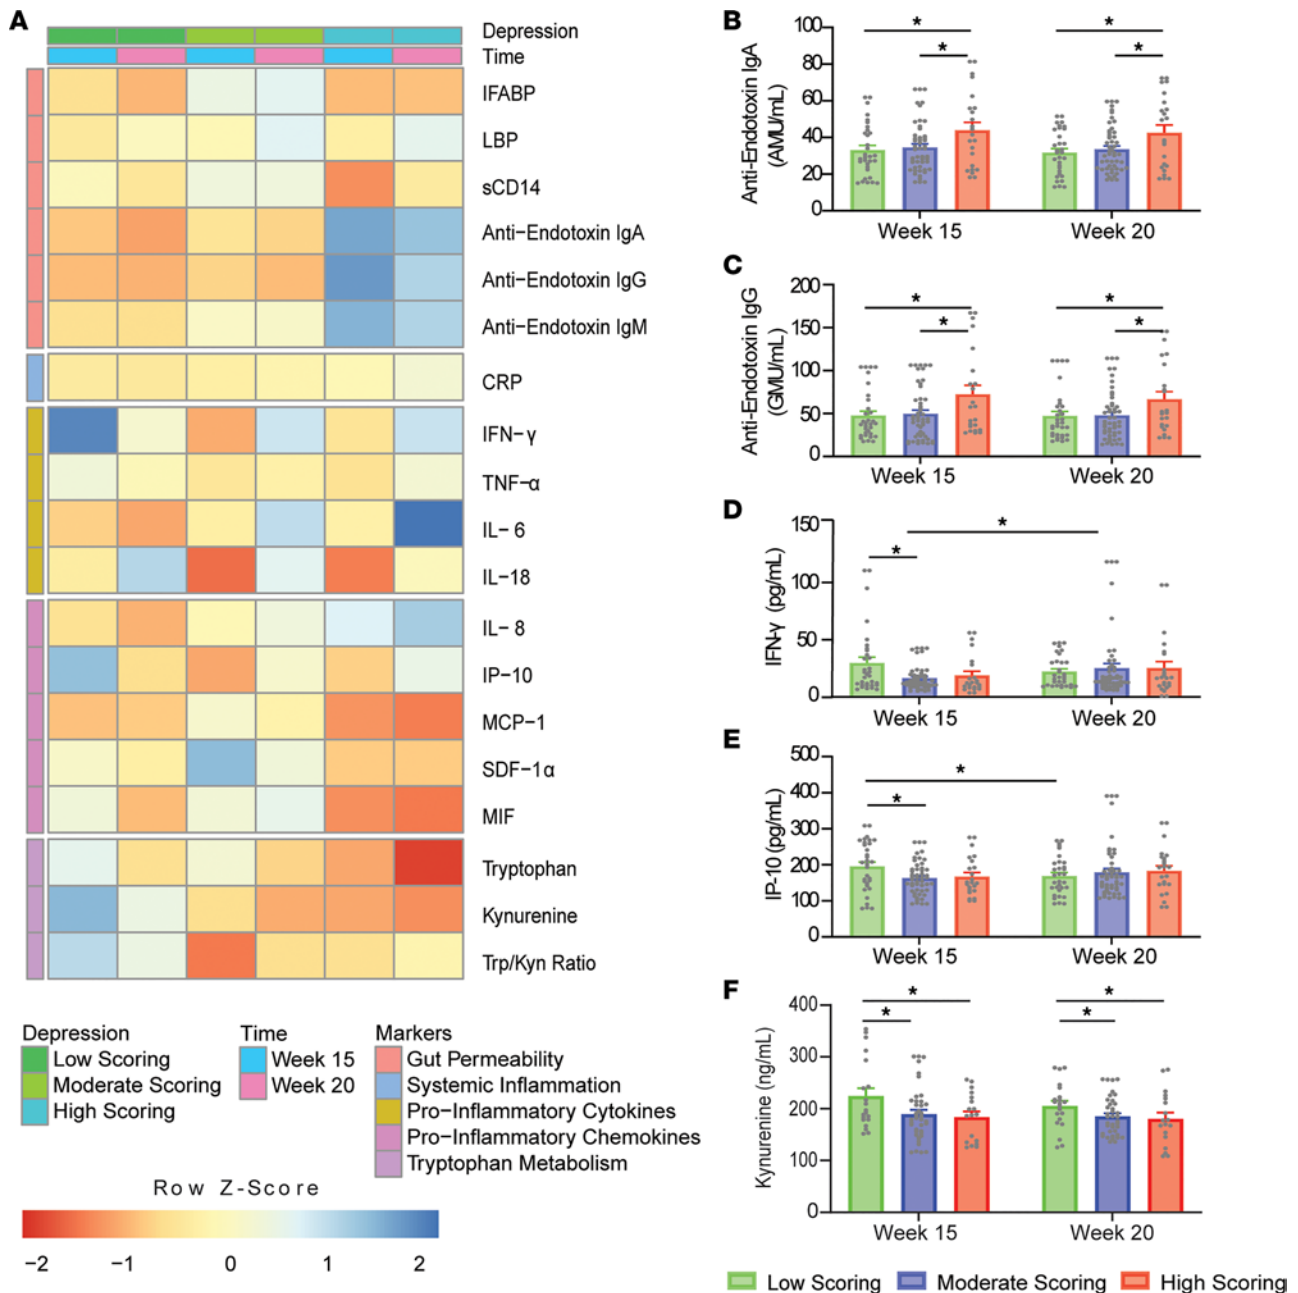 A
Depression
Time
IFABP
LBP
sCD14
Anti-Endotoxin IgA
Anti-Endotoxin IgG
Anti-Endotoxin IgM
CRP
IFN-γ
TNF-α
IL-6
IL-18
IL-8
IP-10
MCP-1
SDF-1α
MIF
Tryptophan
Kynurenine
Trp/Kyn Ratio
Depression
Low Scoring
Moderate Scoring
High Scoring
Time
Week 15
Week 20
Markers
Gut Permeability
Systemic Inflammation
Pro-Inflammatory Cytokines
Pro-Inflammatory Chemokines
Tryptophan Metabolism
Row Z-Score
-2 -1 0 1 2
B
Anti-Endotoxin IgA
(AMU/mL)
100
80
60
40
20
0
* * * *
Week 15 Week 20
C
Anti-Endotoxin IgG
(GMU/mL)
200
150
100
50
0
* * * *
Week 15 Week 20
D
IFN-γ (pg/mL)
150
100
50
0
* *
Week 15 Week 20
E
IP-10 (pg/mL)
500
400
300
200
100
0
* *
Week 15 Week 20
F
Kynurenine (ng/mL)
400
300
200
100
0
* * * *
Week 15 Week 20
Low Scoring Moderate Scoring High Scoring